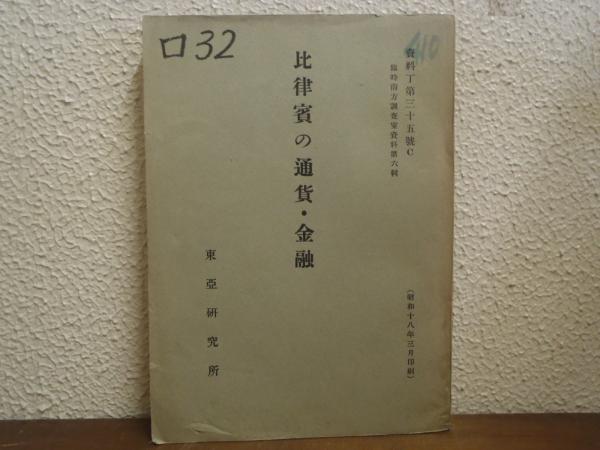 ロ32
410
資料丁第三十五號C
臨時南方調査室資料第六輯
(昭和十八年三月印刷)
比律賓の通貨・金融
東亞硏究所